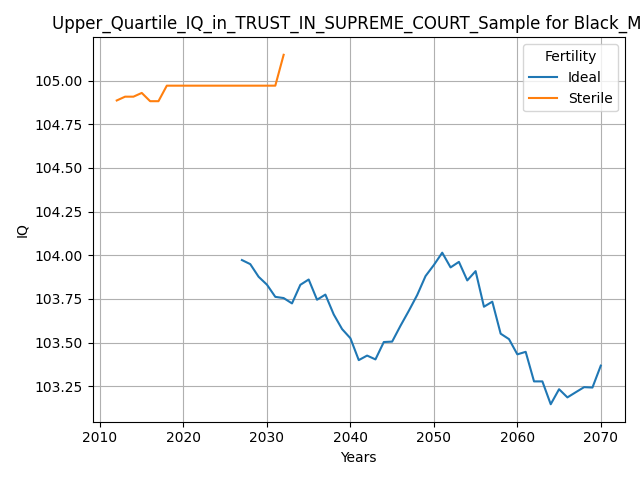 Upper_Quartile_IQ_in_TRUST_IN_SUPREME_COURT_Sample for Black_M
Fertility
Ideal
Sterile
105.00
104.75
104.50
104.25
104.00
103.75
103.50
103.25
IQ
2010 2020 2030 2040 2050 2060 2070
Years